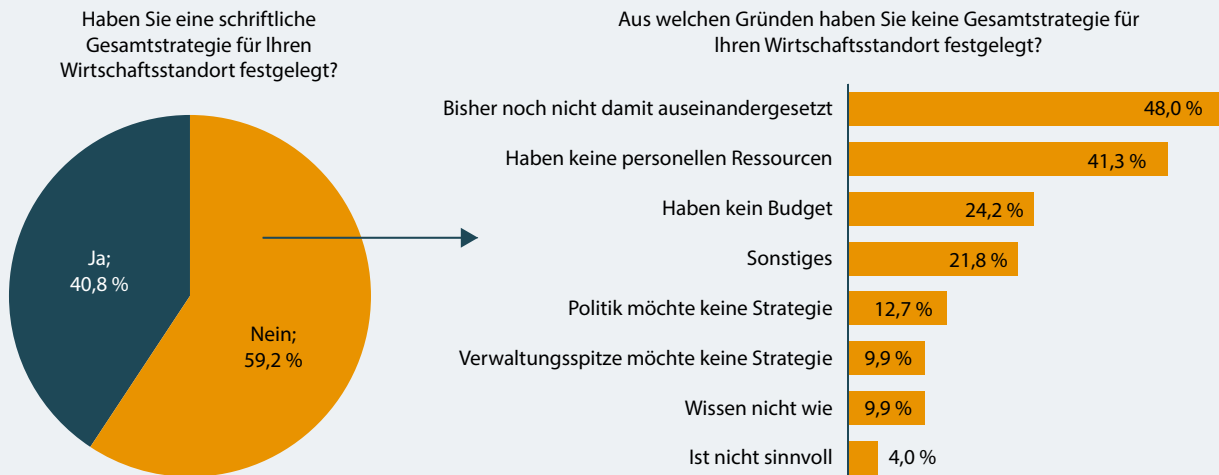 Haben Sie eine schriftliche
Gesamtstrategie für Ihren
Wirtschaftsstandort festgelegt?
Ja;
40,8 %
Nein;
59,2 %
Aus welchen Gründen haben Sie keine Gesamtstrategie für
Ihren Wirtschaftsstandort festgelegt?
Bisher noch nicht damit auseinandergesetzt 48,0 %
Haben keine personellen Ressourcen 41,3 %
Haben kein Budget 24,2 %
Sonstiges 21,8 %
Politik möchte keine Strategie 12,7 %
Verwaltungsspitze möchte keine Strategie 9,9 %
Wissen nicht wie 9,9 %
Ist nicht sinnvoll 4,0 %